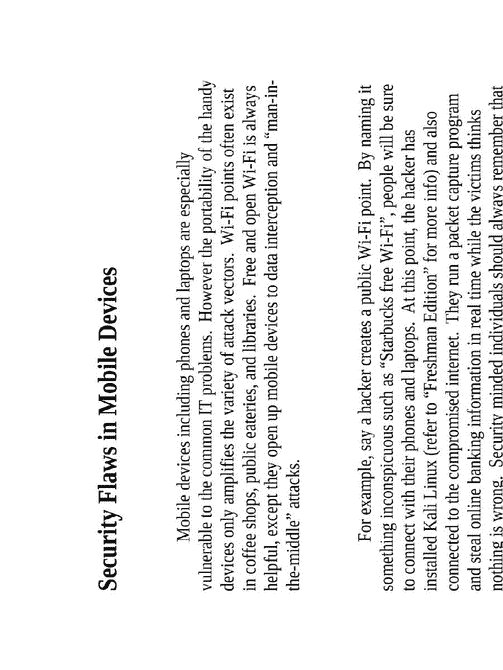 Security Flaws in Mobile Devices
Mobile devices including phones and laptops are especially
vulnerable to the common IT problems. However the portability of the handy
devices only amplifies the variety of attack vectors. Wi-Fi points often exist
in coffee shops, public eateries, and libraries. Free and open Wi-Fi is always
helpful, except they open up mobile devices to data interception and “man-in-
the-middle” attacks.
For example, say a hacker creates a public Wi-Fi point. By naming it
something inconspicuous such as “Starbucks free Wi-Fi”, people will be sure
to connect with their phones and laptops. At this point, the hacker has
installed Kali Linux (refer to “Freshman Edition” for more info) and also
connected to the compromised internet. They run a packet capture program
and steal online banking information in real time while the victims thinks
nothing is wrong. Security minded individuals should always remember that